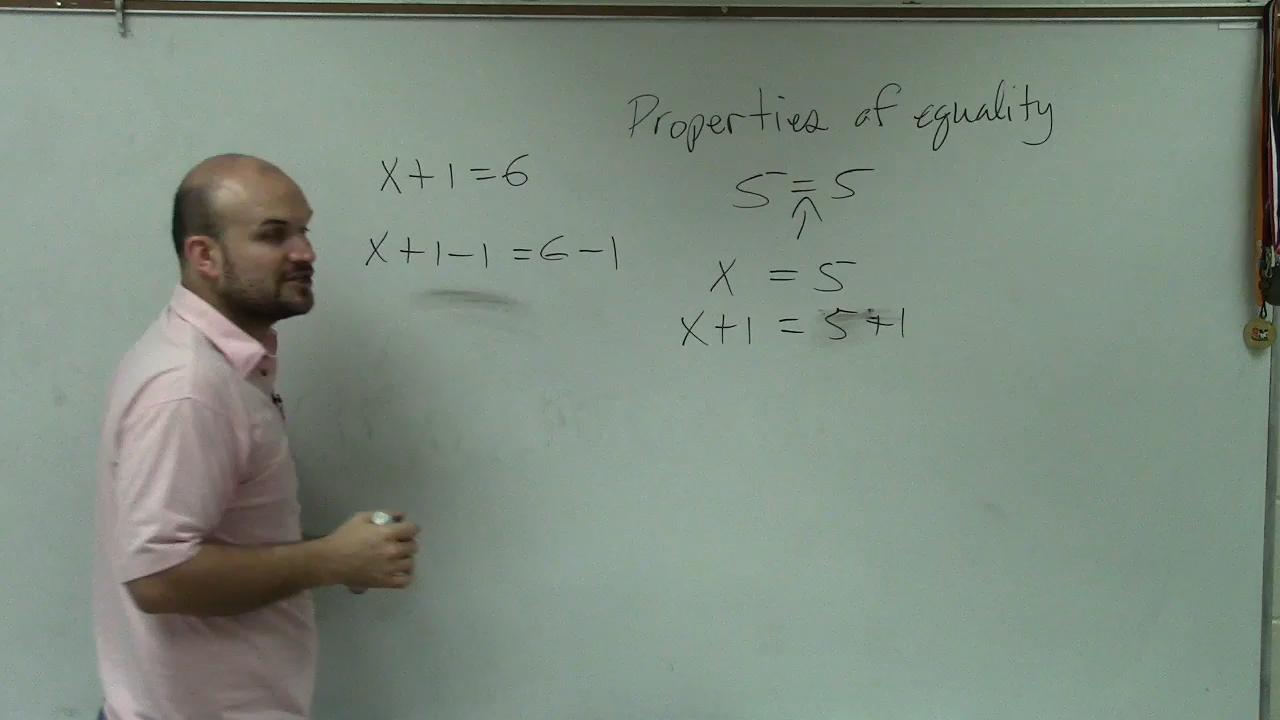 Properties of equality
x+1=6
5=5
x+1-1=6-1
x=5
x+1=5+1